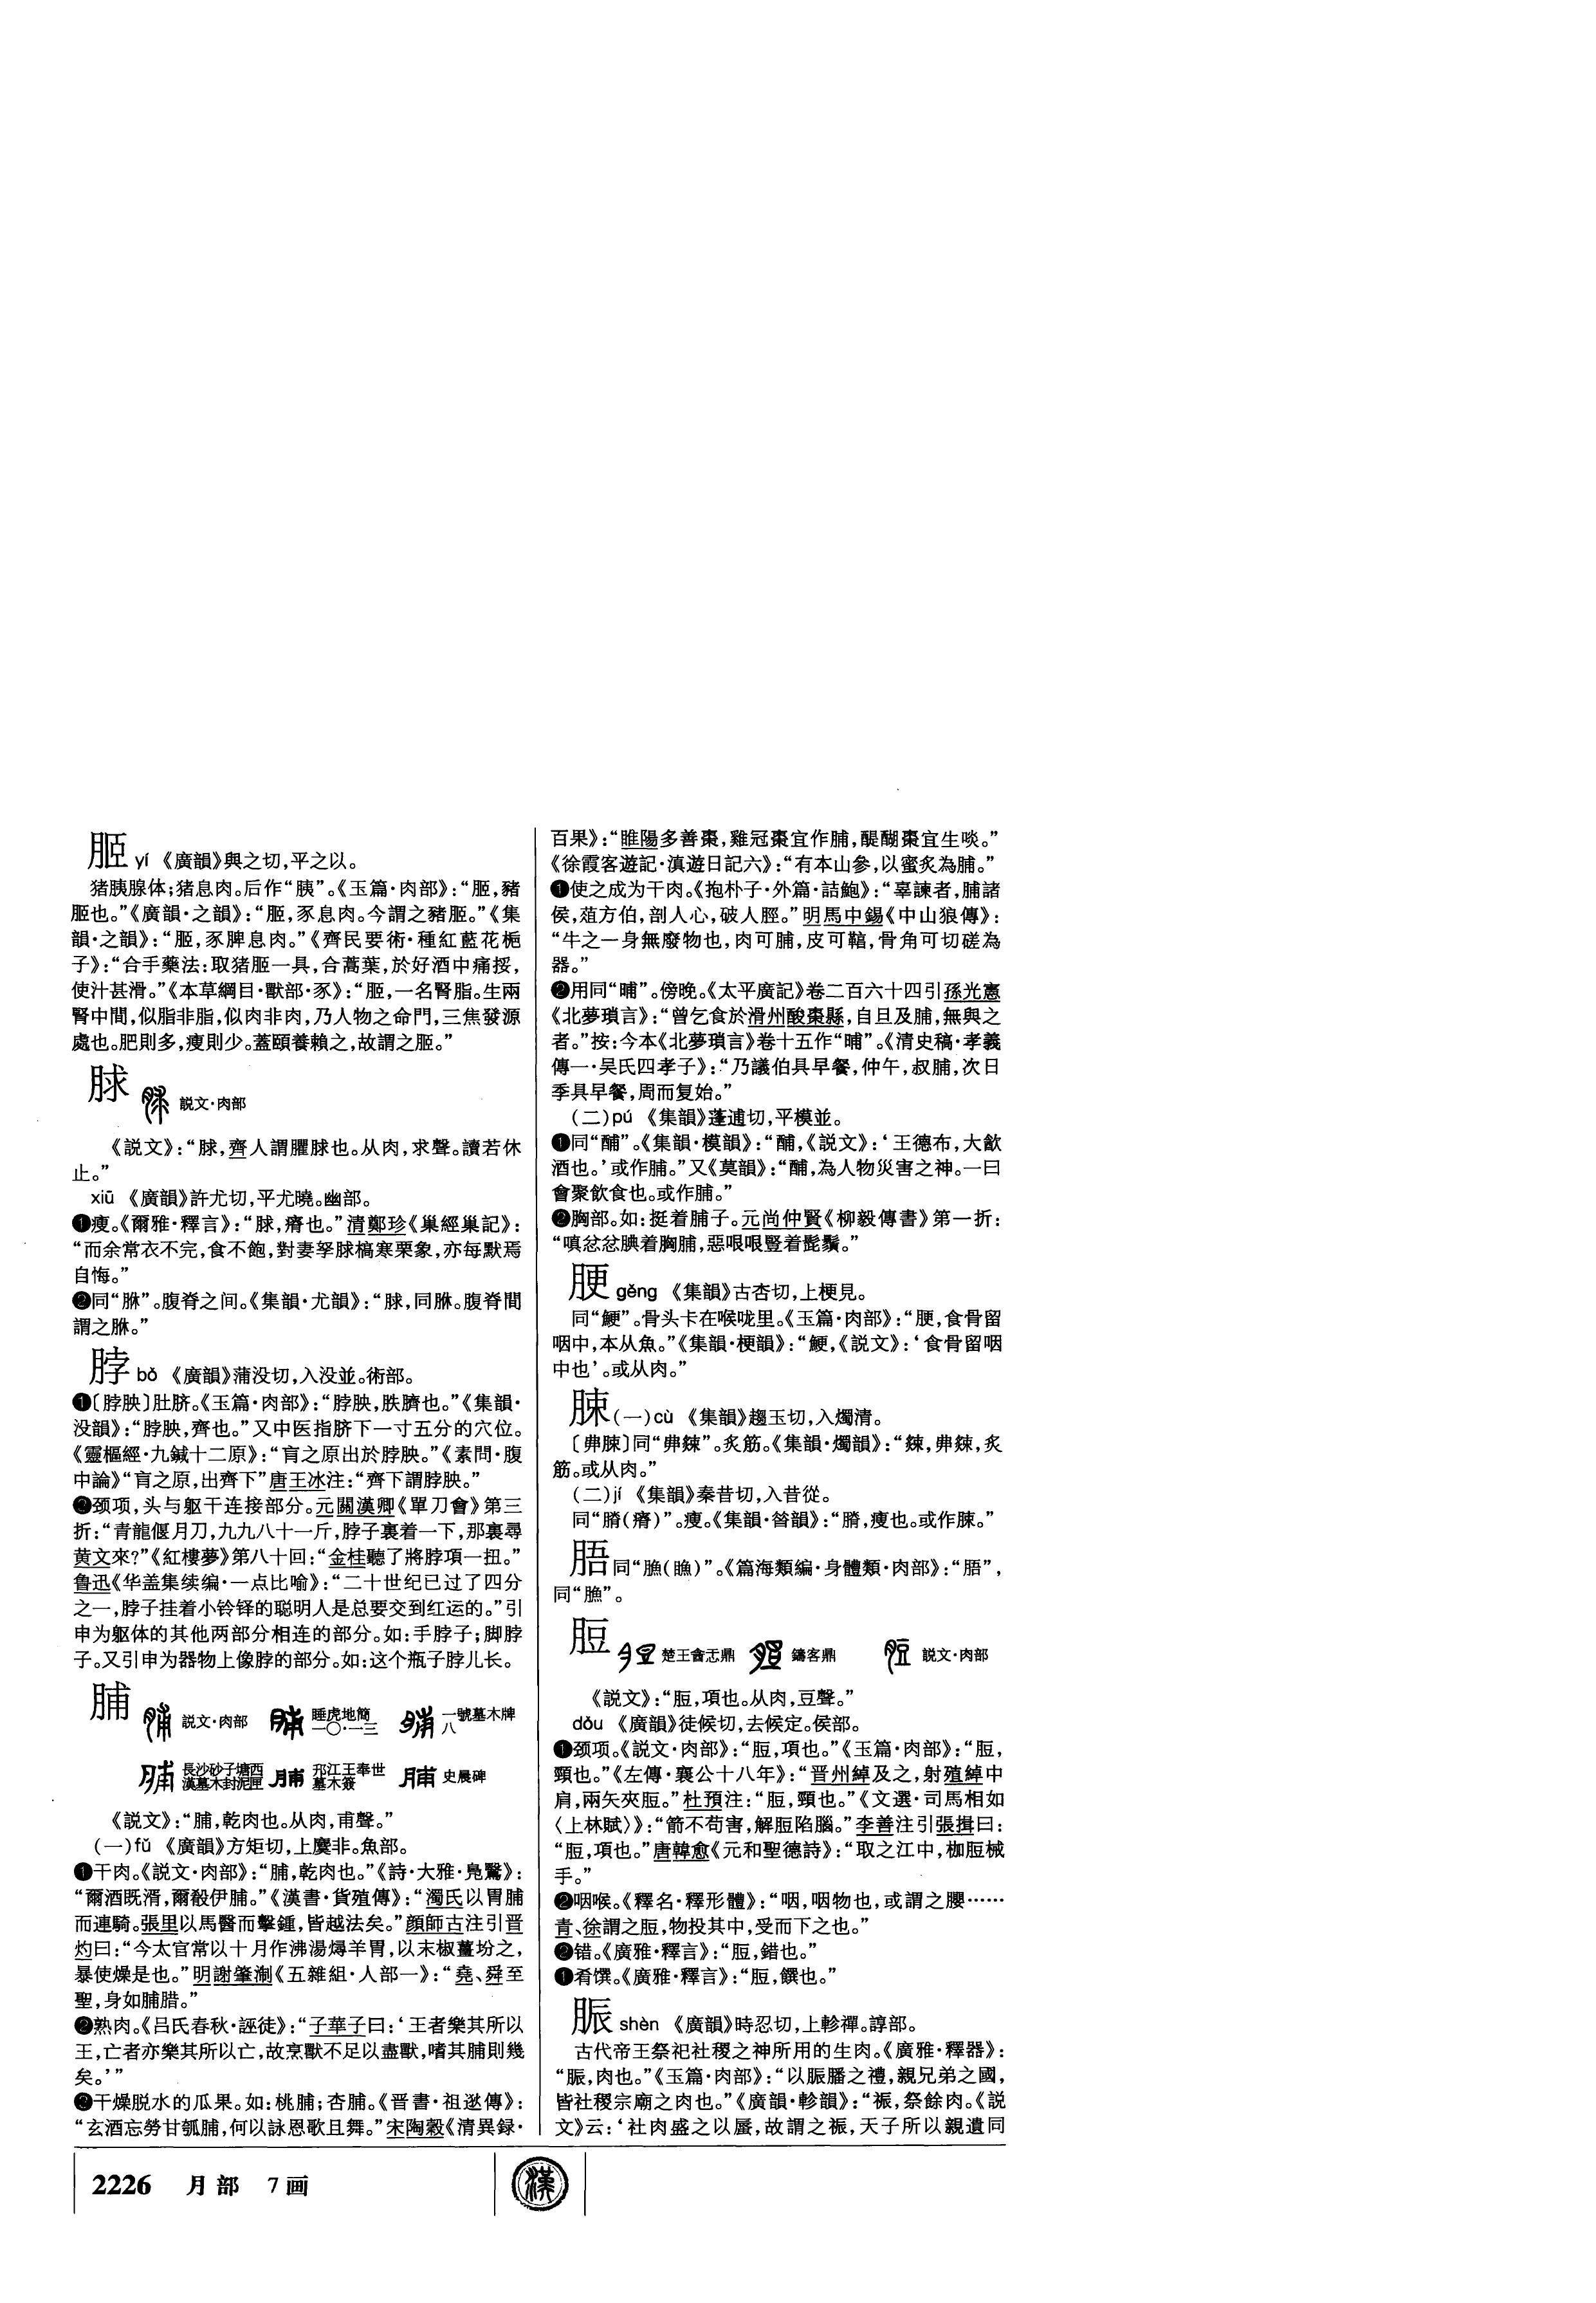 䏌 yí 《廣韻》與之切,平之以。
猪胰腺体;猪息肉。后作“胰”。《玉篇·肉部》:“䏌,豬
䏌也。”《廣韻·之韻》:“䏌,豕息肉。今謂之豬䏌。”《集
韻·之韻》:“䏌,豕脾息肉。”《齊民要術·種紅藍花栀
子》:“合手藥法:取猪䏌一具,合蒿葉,於好酒中痛挼,
使汁甚滑。”《本草綱目·獸部·豕》:“䏌,一名腎脂。生兩
腎中間,似脂非脂,似肉非肉,乃人物之命門,三焦發源
處也。肥則多,瘦則少。蓋頤養賴之,故謂之䏌。”
脙 説文·肉部
《説文》:“脙,齊人謂臞脙也。从肉,求聲。讀若休
止。”
xiū 《廣韻》許尤切,平尤曉。幽部。
❶瘦。《爾雅·釋言》:“脙,瘠也。”清鄭珍《巢經巢記》:
“而余常衣不完,食不飽,對妻孥脙槁寒栗象,亦每默焉
自悔。”
❷同“脉”。腹脊之间。《集韻·尤韻》:“脙,同脉。腹脊間
謂之脉。”
脖 bó 《廣韻》蒲没切,入没並。術部。
❶〔脖胦〕肚脐。《玉篇·肉部》:“脖胦,胅臍也。”《集韻·
没韻》:“脖胦,齊也。”又中医指脐下一寸五分的穴位。
《靈樞經·九鍼十二原》:“肓之原出於脖胦。”《素問·腹
中論》“肓之原,出齊下”唐王冰注:“齊下謂脖胦。”
❷颈项,头与躯干连接部分。元關漢卿《單刀會》第三
折:“青龍偃月刀,九九八十一斤,脖子裏着一下,那裏尋
黄文來?”《紅樓夢》第八十回:“金桂聽了將脖項一扭。”
鲁迅《华盖集续编·一点比喻》:“二十世纪已过了四分
之一,脖子挂着小铃铎的聪明人是总要交到红运的。”引
申为躯体的其他两部分相连的部分。如:手脖子;脚脖
子。又引申为器物上像脖的部分。如:这个瓶子脖儿长。
脯 説文·肉部 睡虎地簡一〇·一三 一號墓木牌八
長沙砂子塘西漢墓木封泥匣 邗江王奉世墓木簽 史晨碑
《説文》:“脯,乾肉也。从肉,甫聲。”
(一)fǔ 《廣韻》方矩切,上麌非。魚部。
❶干肉。《説文·肉部》:“脯,乾肉也。”《詩·大雅·鳧鷖》:
“爾酒既湑,爾殽伊脯。”《漢書·貨殖傳》:“濁氏以胃脯
而連騎。張里以馬醫而擊鍾,皆越法矣。”顔師古注引晋
灼曰:“今太官常以十月作沸湯燖羊胃,以末椒薑坋之,
暴使燥是也。”明謝肇淛《五雜組·人部一》:“堯、舜至
聖,身如脯腊。”
❷熟肉。《吕氏春秋·誣徒》:“子華子曰:‘王者樂其所以
王,亡者亦樂其所以亡,故烹獸不足以盡獸,嗜其脯則幾
矣。’”
❸干燥脱水的瓜果。如:桃脯;杏脯。《晋書·祖逖傳》:
“玄酒忘勞甘瓠脯,何以詠恩歌且舞。”宋陶穀《清異録·
百果》:“睢陽多善棗,雞冠棗宜作脯,醍醐棗宜生啖。”
《徐霞客遊記·滇遊日記六》:“有本山參,以蜜炙為脯。”
❶使之成为干肉。《抱朴子·外篇·詰鮑》:“辜諫者,脯諸
侯,葅方伯,剖人心,破人脛。”明馬中錫《中山狼傳》:
“牛之一身無廢物也,肉可脯,皮可鞟,骨角可切磋為
器。”
❷用同“晡”。傍晚。《太平廣記》卷二百六十四引孫光憲
《北夢瑣言》:“曾乞食於滑州酸棗縣,自旦及脯,無與之
者。”按:今本《北夢瑣言》卷十五作“晡”。《清史稿·孝義
傳一·吴氏四孝子》:“乃議伯具早餐,仲午,叔脯,次日
季具早餐,周而复始。”
(二)pú 《集韻》蓬逋切,平模並。
❶同“酺”。《集韻·模韻》:“酺,《説文》:‘王德布,大歙
酒也。’或作脯。”又《莫韻》:“酺,為人物災害之神。一曰
會聚飲食也。或作脯。”
❷胸部。如:挺着脯子。元尚仲賢《柳毅傳書》第一折:
“嗔忿忿腆着胸脯,惡哏哏豎着髭鬚。”
䏴 gěng 《集韻》古杏切,上梗見。
同“鯁”。骨头卡在喉咙里。《玉篇·肉部》:“䏴,食骨留
咽中,本从魚。”《集韻·梗韻》:“鯁,《説文》:‘食骨留咽
中也’。或从肉。”
脨 (一)cù 《集韻》趨玉切,入燭清。
〔𢍯脨〕同“𢍯𦠿”。炙筋。《集韻·燭韻》:炙
筋。或从肉。”
(二)jí 《集韻》秦昔切,入昔從。
同“膌(瘠)”。瘦。《集韻·昝韻》:“膌,瘦也。或作脨。”
䏸 同“䲣(䁩)”。《篇海類編·身體類·肉部》:
同
脰 楚王酓忎鼎 鑄客鼎 説文·肉部
《説文》:“脰,項也。从肉,豆聲。”
dǒu 《廣韻》徒候切,去候定。侯部。
❶颈项。《説文·肉部》:“脰,項也。”《玉篇·肉部》:“脰,
頸也。”《左傳·襄公十八年》:“晋州綽及之,射殖綽中
肩,兩矢夾脰。”杜預注:“脰,頸也。”《文選·司馬相如
〈上林賦〉》:“箭不苟害,解脰陷腦。”李善注引張揖曰:
“脰,項也。”唐韓愈《元和聖德詩》:“取之江中,枷脰械
手。”
❷咽喉。《釋名·釋形體》:“咽,咽物也,或謂之膢……
青、徐謂之脰,物投其中,受而下之也。”
❷错。《廣雅·釋言》:“脰,錯也。”
❶肴馔。《廣雅·釋言》:“脰,饌也。”
脤 shèn 《廣韻》時忍切,上軫禪。諄部。
古代帝王祭祀社稷之神所用的生肉。《廣雅·釋器》:
“脤,肉也。”《玉篇·肉部》:“以脤膰之禮,親兄弟之國,
皆社稷宗廟之肉也。”《廣韻·軫韻》:“祳,祭餘肉。《説
文》云:‘社肉盛之以蜃,故謂之祳,天子所以親遺同
2226 月部 7画
漢